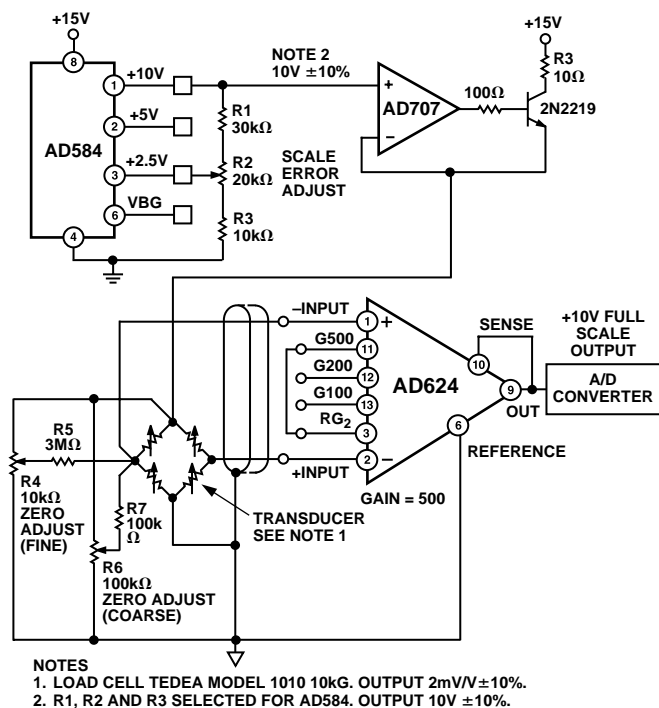 +15V
8
+10V
1
+5V
2
AD584
+2.5V
3
VBG
6
4
R1
30kΩ
R2
20kΩ
R3
10kΩ
SCALE
ERROR
ADJUST
NOTE 2
10V ±10%
+
AD707
–
100Ω
+15V
R3
10Ω
2N2219
–INPUT
1
+
G500
11
G200
12
G100
13
RG2
3
+INPUT
2
–
AD624
SENSE
10
9
OUT
6
REFERENCE
+10V FULL
SCALE
OUTPUT
A/D
CONVERTER
GAIN = 500
R5
3MΩ
R4
10kΩ
ZERO
ADJUST
(FINE)
R7
100k
Ω
R6
100kΩ
ZERO ADJUST
(COARSE)
TRANSDUCER
SEE NOTE 1
NOTES
1. LOAD CELL TEDEA MODEL 1010 10kG. OUTPUT 2mV/V±10%.
2. R1, R2 AND R3 SELECTED FOR AD584. OUTPUT 10V ±10%.